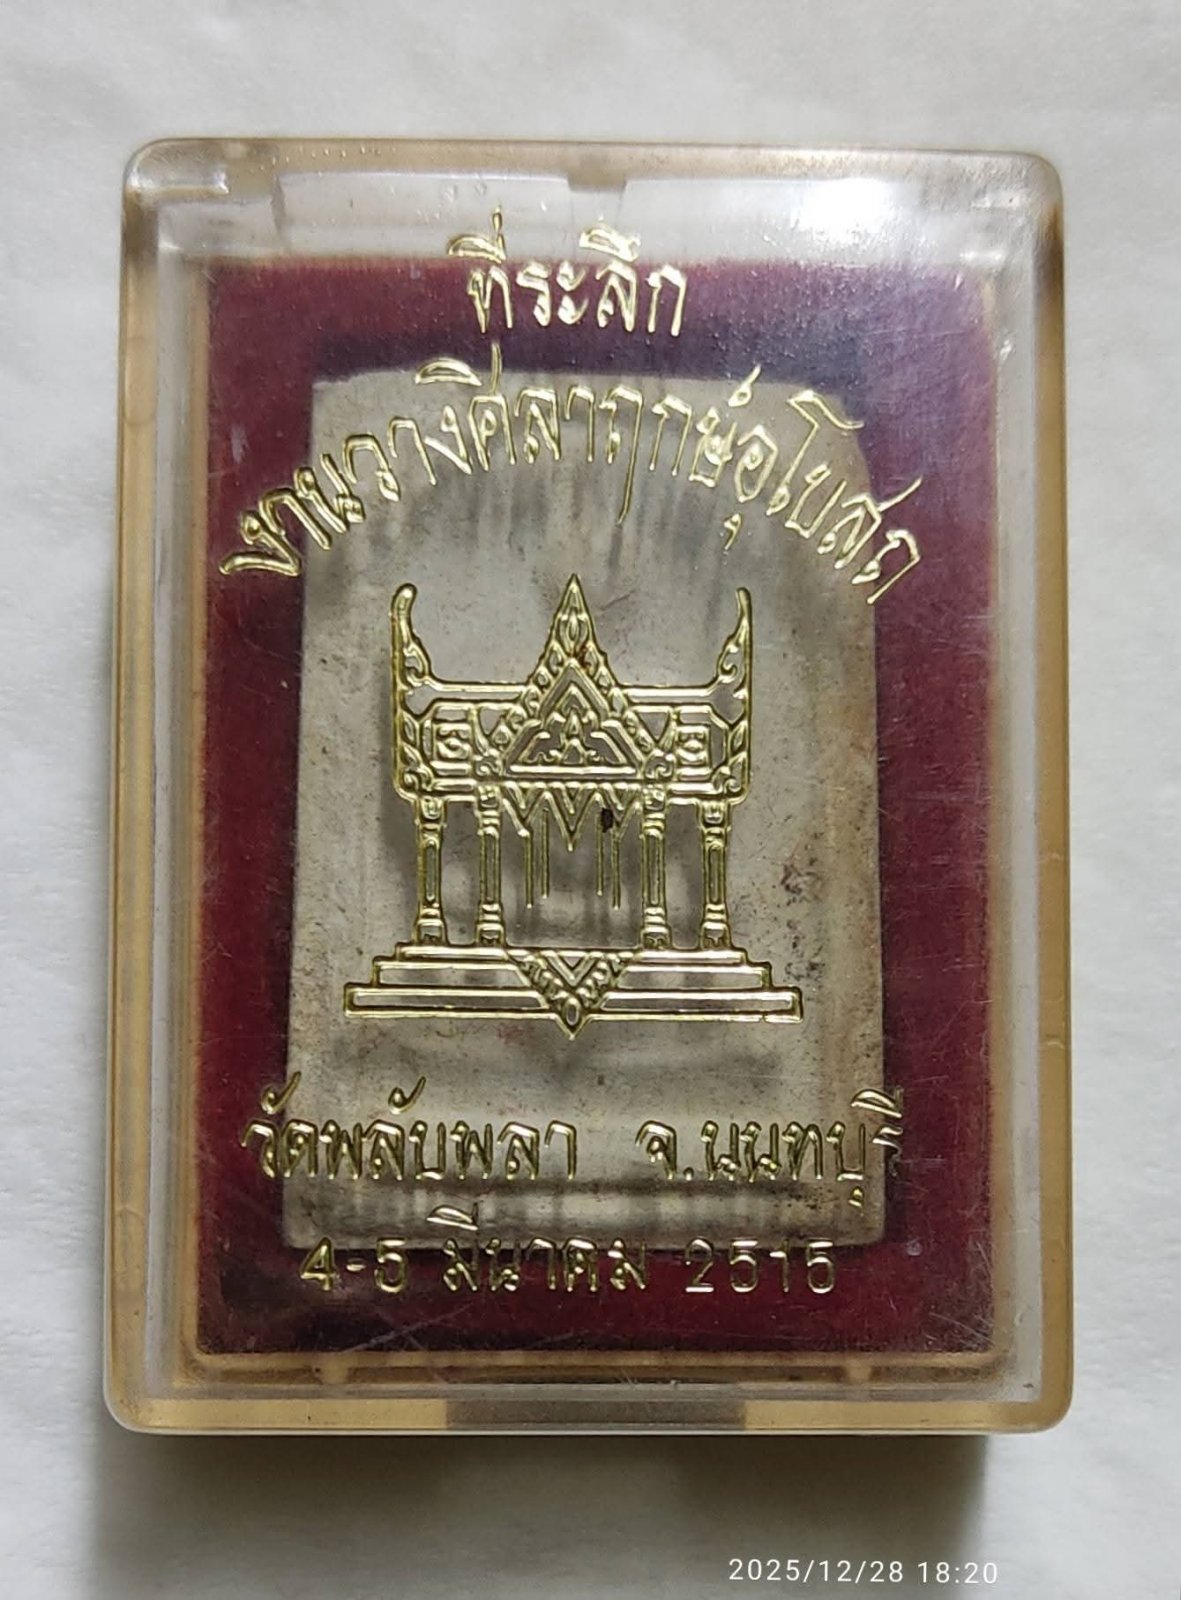 ที่ระลึก
งานวางศิลาฤกษ์อุโบสถ
วัดพลับพลา จ.นนทบุรี
4-5 มีนาคม 2515
2025/12/28 18:20